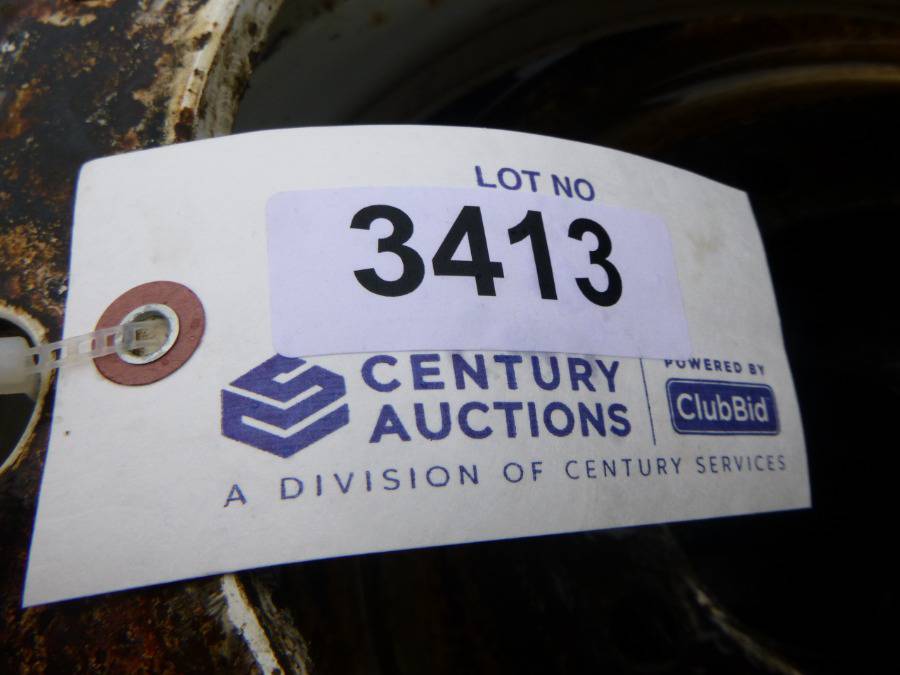 LOT NO
3413
CENTURY
AUCTIONS
POWERED BY
ClubBid
A DIVISION OF CENTURY SERVICES